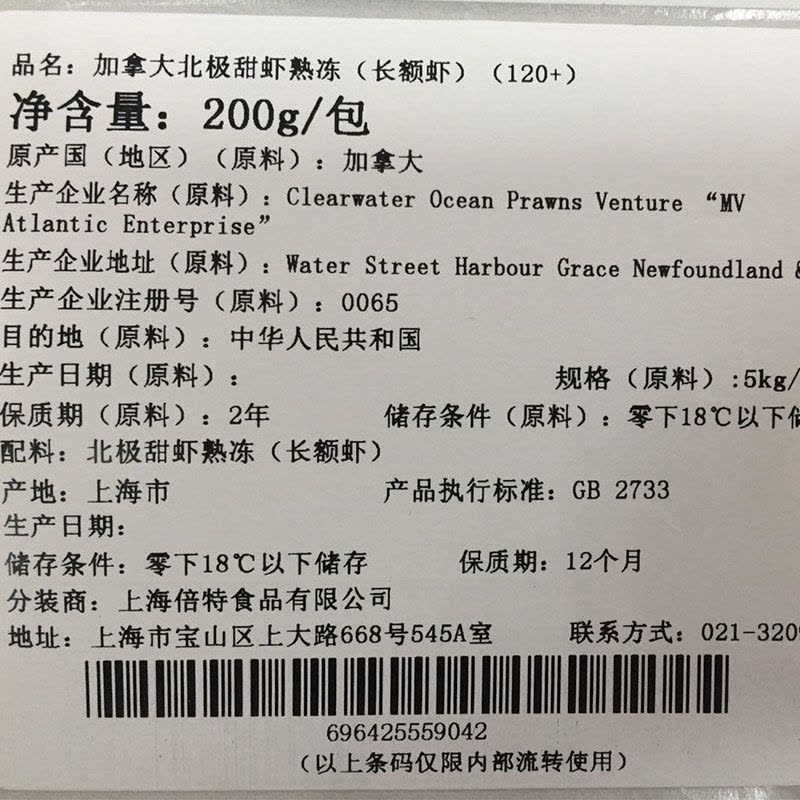 品名：加拿大北极甜虾熟冻（长额虾）（120+）
净含量：200g/包
原产国（地区）（原料）：加拿大
生产企业名称（原料）：Clearwater Ocean Prawns Venture “MV
Atlantic Enterprise”
生产企业地址（原料）：Water Street Harbour Grace Newfoundland &
生产企业注册号（原料）：0065
目的地（原料）：中华人民共和国
生产日期（原料）： 规格（原料）:5kg/
保质期（原料）：2年 储存条件（原料）：零下18℃以下储
配料：北极甜虾熟冻（长额虾）
产地：上海市 产品执行标准：GB 2733
生产日期：
储存条件：零下18℃以下储存 保质期：12个月
分装商：上海倍特食品有限公司
地址：上海市宝山区上大路668号545A室 联系方式：021-3209
696425559042
（以上条码仅限内部流转使用）